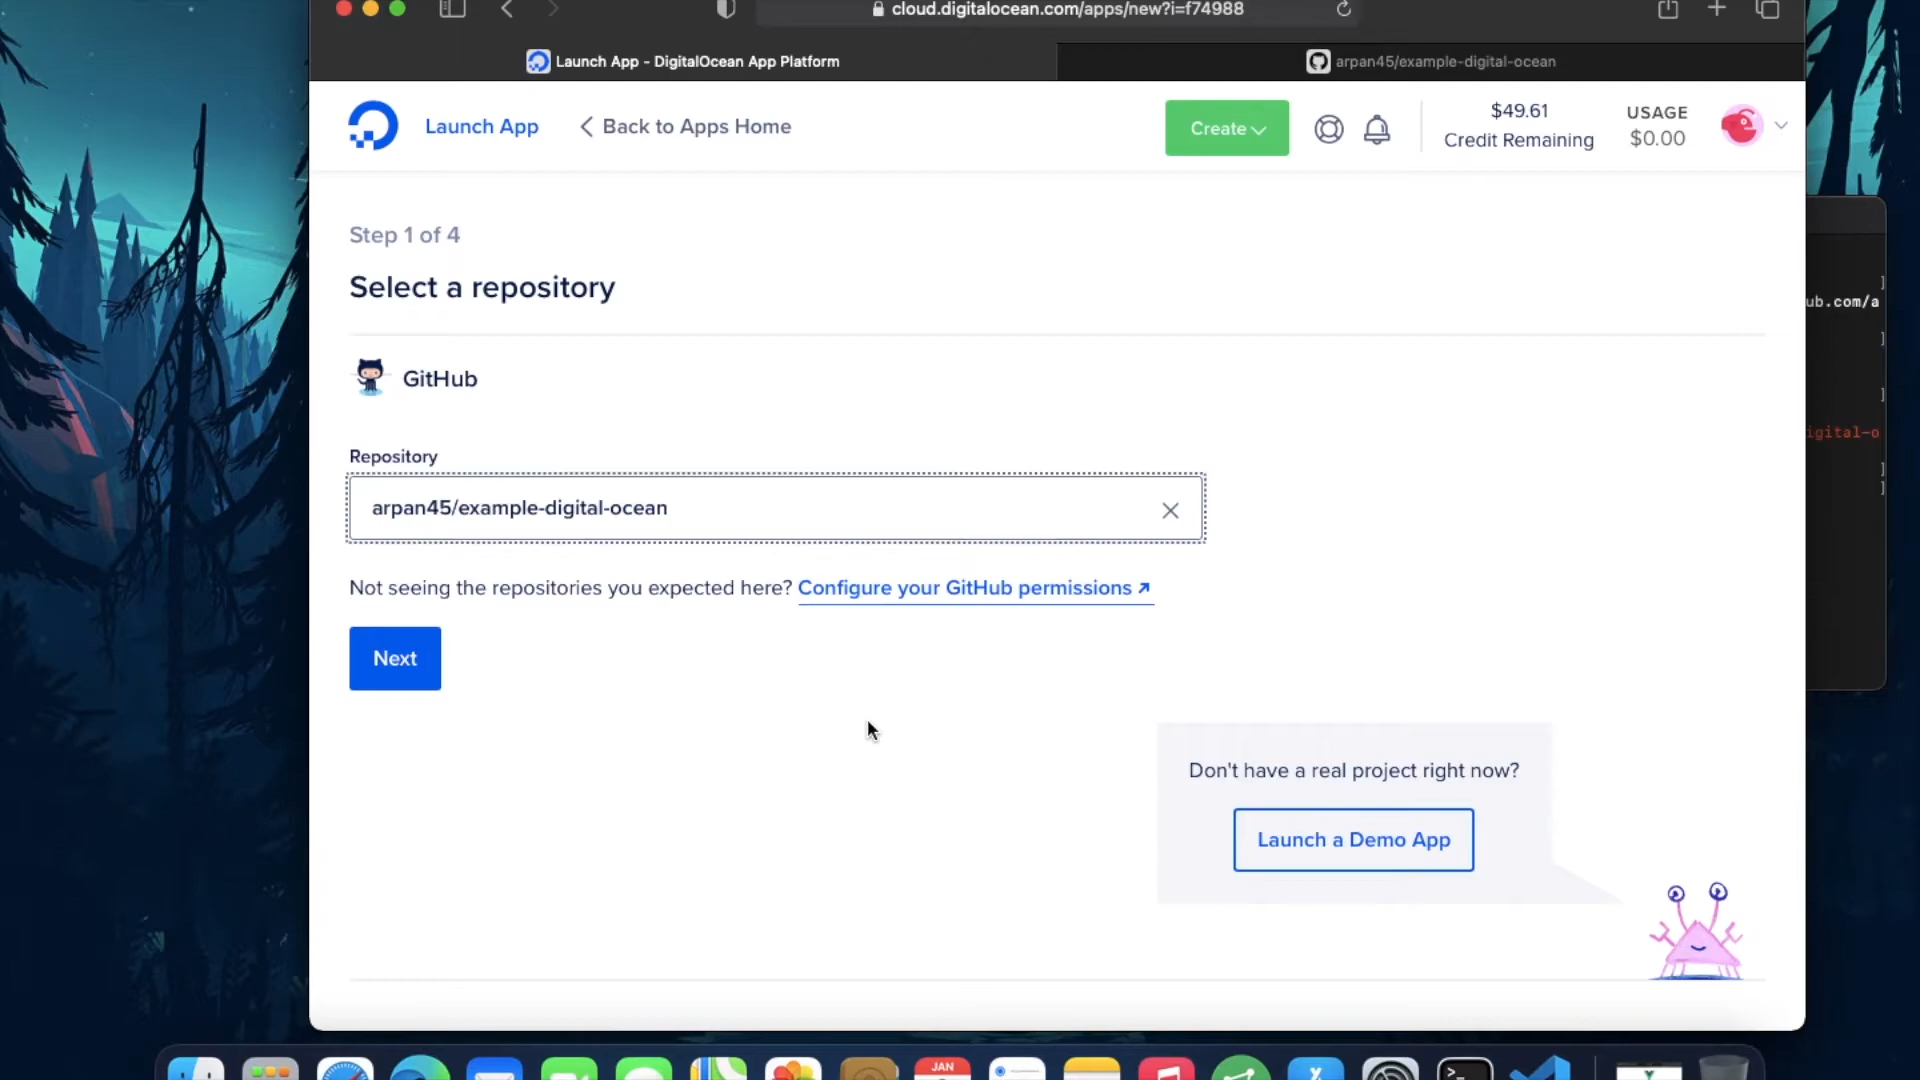 cloud.digitalocean.com/apps/new?i=f74988
Launch App - DigitalOcean App Platform
arpan45/example-digital-ocean
Launch App
Back to Apps Home
Create
$49.61
Credit Remaining
USAGE
$0.00
Step 1 of 4
Select a repository
ub.com/a
GitHub
igital-o
Repository
arpan45/example-digital-ocean
Not seeing the repositories you expected here? Configure your GitHub permissions
Next
Don't have a real project right now?
Launch a Demo App
JAN